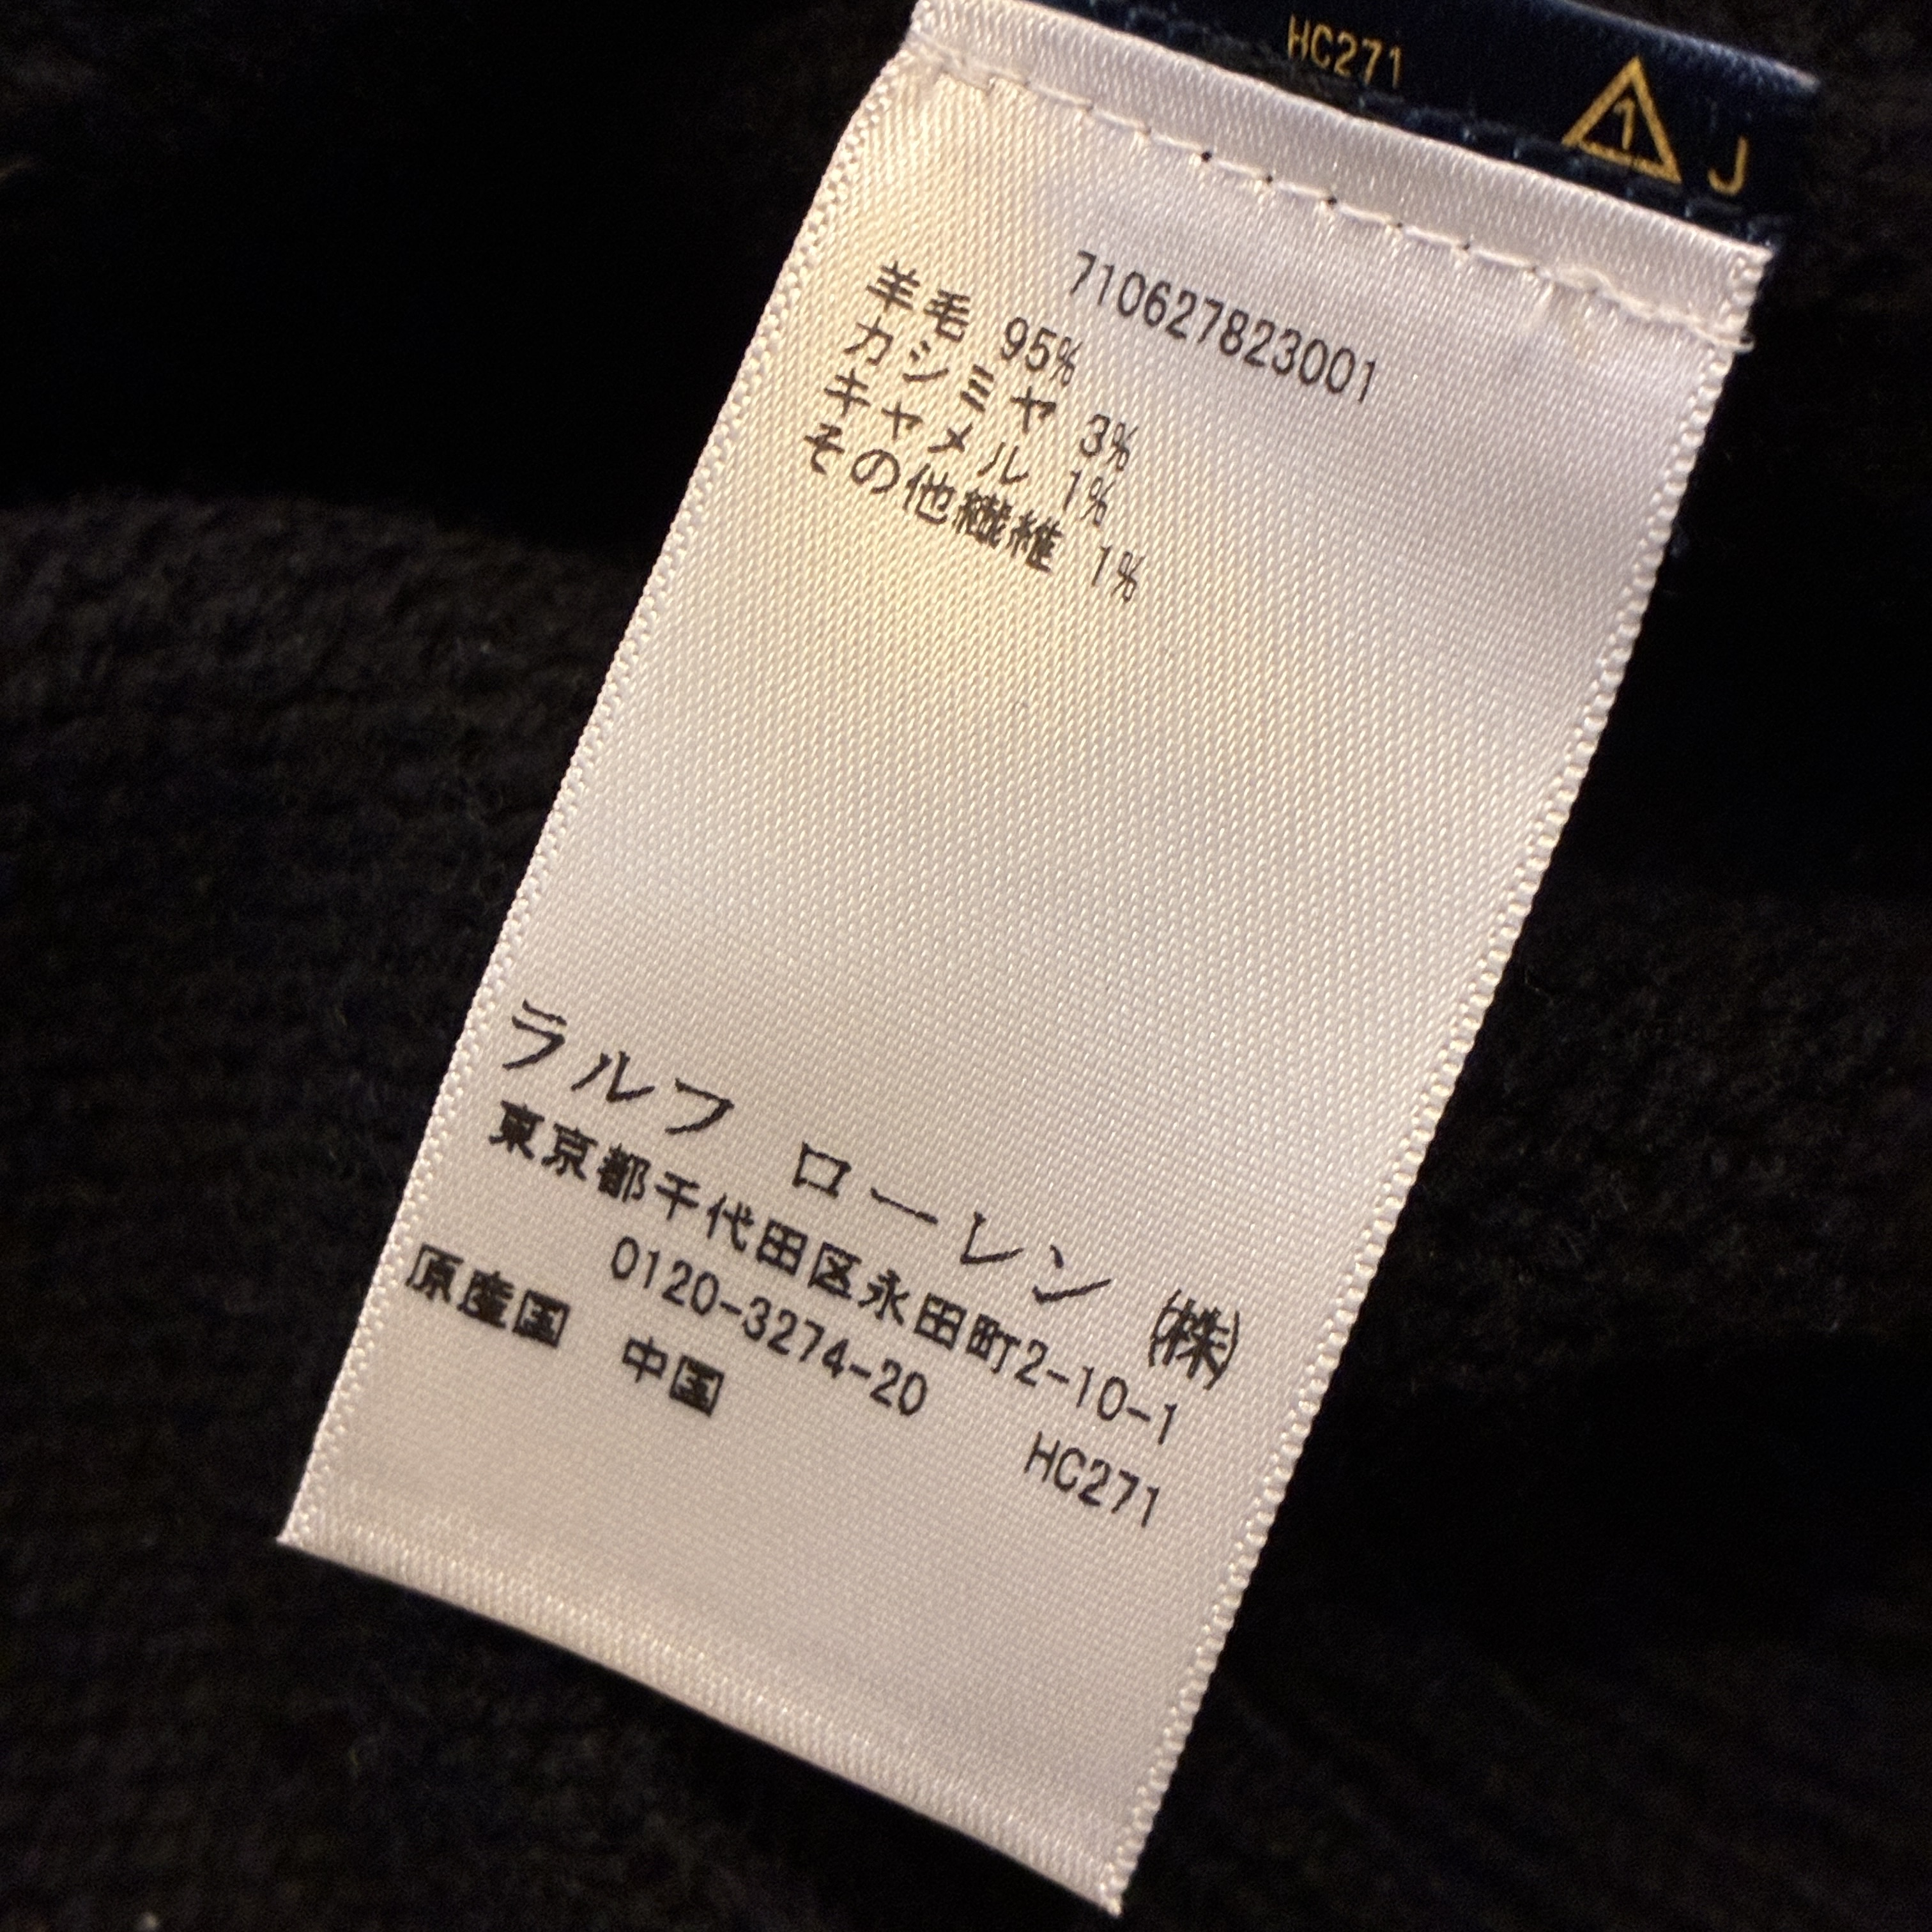 HC271
1 J
710627823001
羊毛 95%
カシミヤ 3%
キャメル 1%
その他繊維 1%
ラルフ ローレン (株)
東京都千代田区永田町2-10-1
0120-3274-20
HC271
原産国 中国